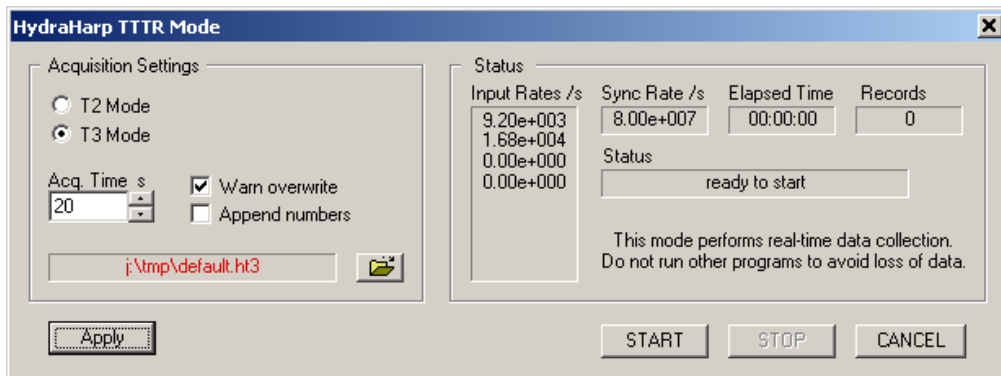 HydraHarp TTTR Mode
Acquisition Settings
T2 Mode
T3 Mode
Acq. Time s
20
Warn overwrite
Append numbers
j:\tmp\default.ht3
Apply
Status
Input Rates /s
9.20e+003
1.68e+004
0.00e+000
0.00e+000
Sync Rate /s
8.00e+007
Elapsed Time
00:00:00
Records
0
Status
ready to start
This mode performs real-time data collection.
Do not run other programs to avoid loss of data.
START
STOP
CANCEL